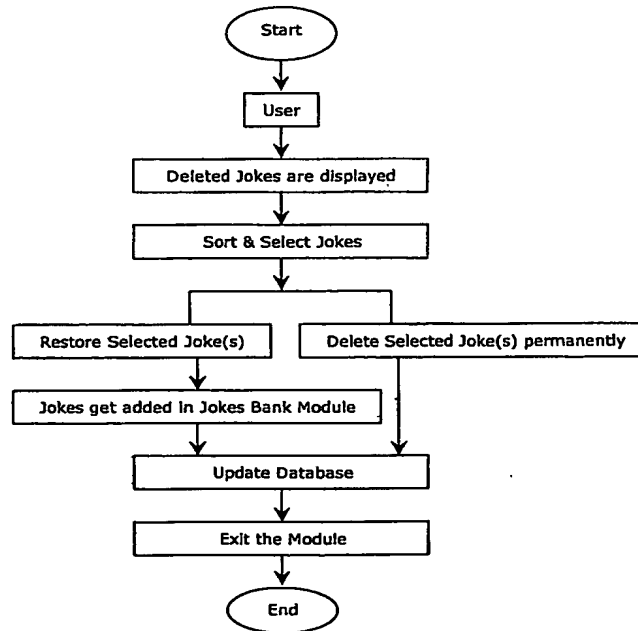 Start
User
Deleted Jokes are displayed
Sort & Select Jokes
Restore Selected Joke(s)
Delete Selected Joke(s) permanently
Jokes get added in Jokes Bank Module
Update Database
Exit the Module
End